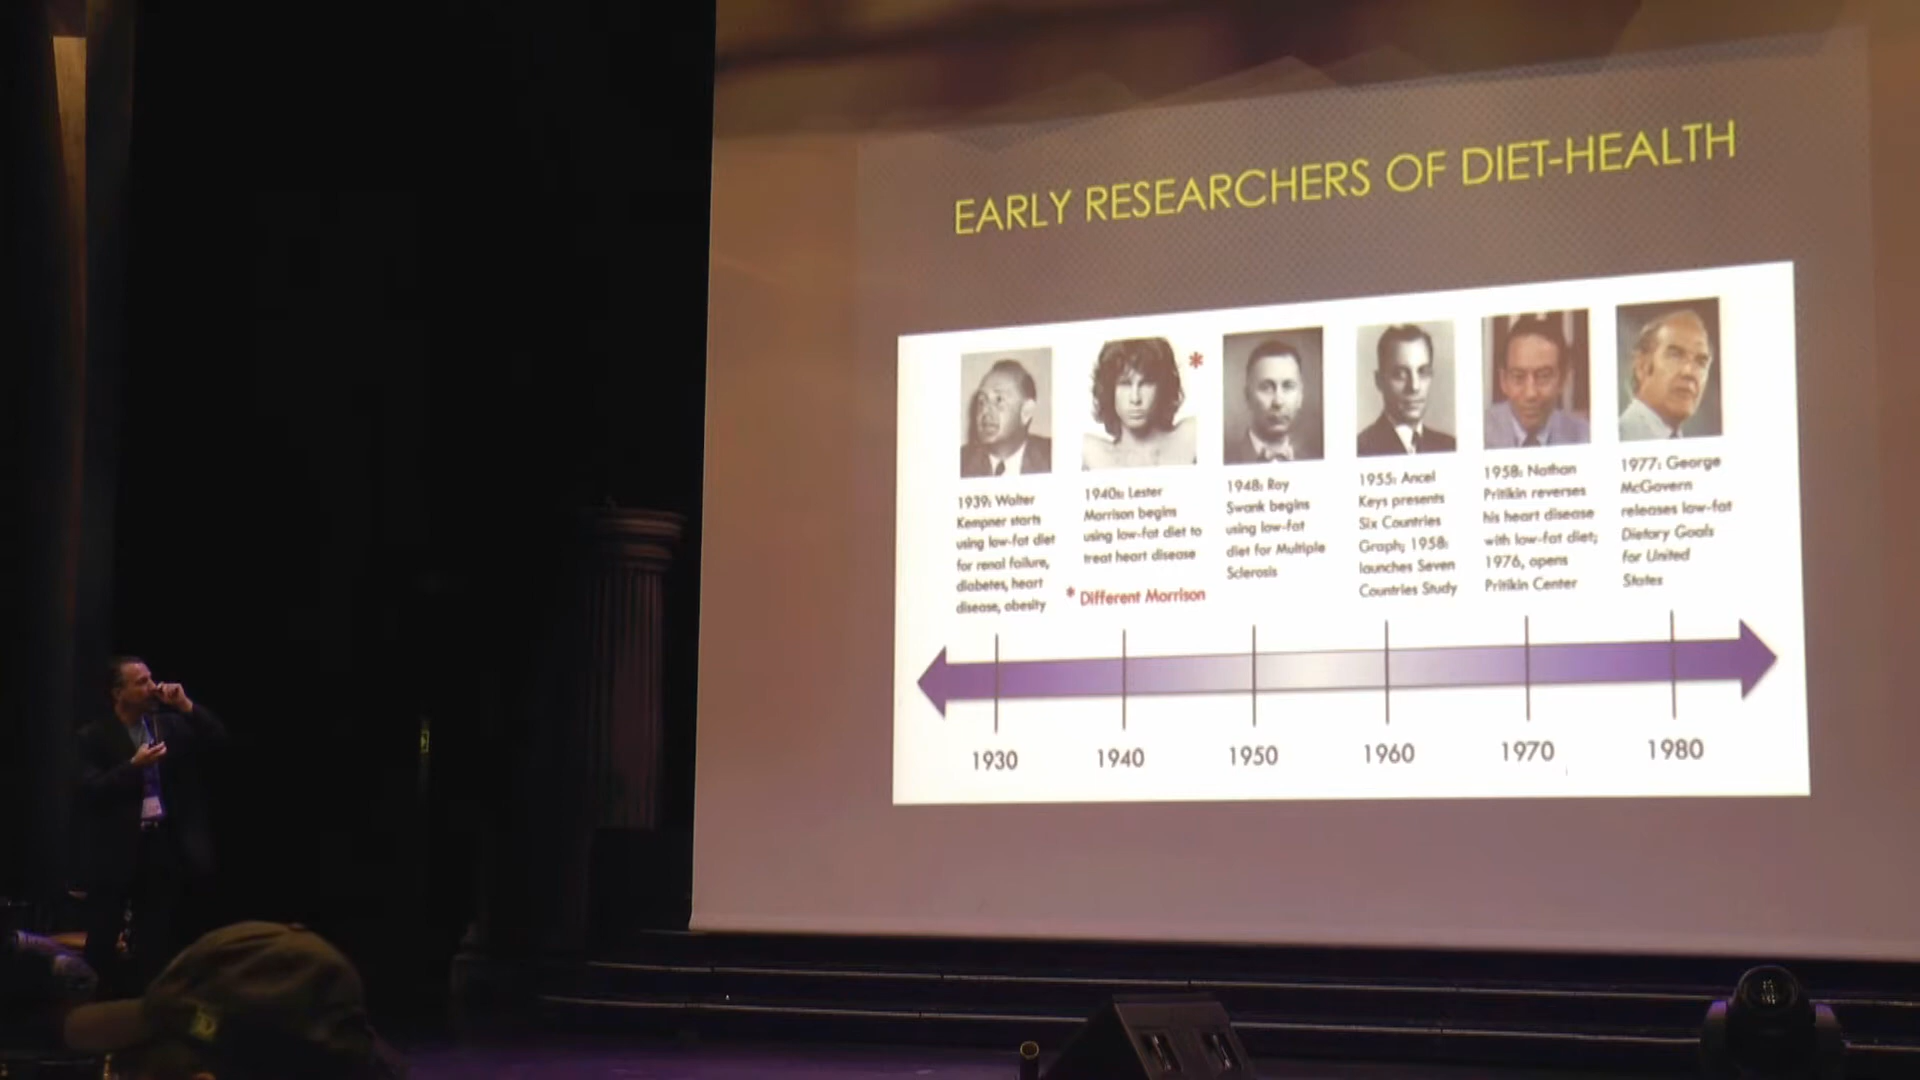 EARLY RESEARCHERS OF DIET-HEALTH
*
1939: Walter
Kempner starts
using low-fat diet
for renal failure,
diabetes, heart
disease, obesity
1940s: Lester
Morrison begins
using low-fat diet to
treat heart disease
* Different Morrison
1948: Roy
Swank begins
using low-fat
diet for Multiple
Sclerosis
1955: Ancel
Keys presents
Six Countries
Graph; 1958:
launches Seven
Countries Study
1958: Nathan
Pritikin reverses
his heart disease
with low-fat diet;
1976, opens
Pritikin Center
1977: George
McGovern
releases low-fat
Dietary Goals
for United
States
1930
1940
1950
1960
1970
1980